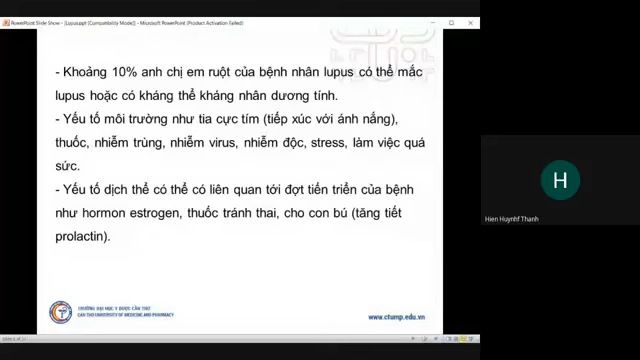 PowerPoint Slide Show - [Lupus.ppt [Compatibility Mode]] - Microsoft PowerPoint (Product Activation Failed)
- Khoảng 10% anh chị em ruột của bệnh nhân lupus có thể mắc
lupus hoặc có kháng thể kháng nhân dương tính.
- Yếu tố môi trường như tia cực tím (tiếp xúc với ánh nắng),
thuốc, nhiễm trùng, nhiễm virus, nhiễm độc, stress, làm việc quá
sức.
- Yếu tố dịch thể có thể có liên quan tới đợt tiến triển của bệnh
như hormon estrogen, thuốc tránh thai, cho con bú (tăng tiết
prolactin).
H
Hien Huynhf Thanh
TRƯỜNG ĐẠI HỌC Y DƯỢC CẦN THƠ
CAN THO UNIVERSITY OF MEDICINE AND PHARMACY
www.ctump.edu.vn